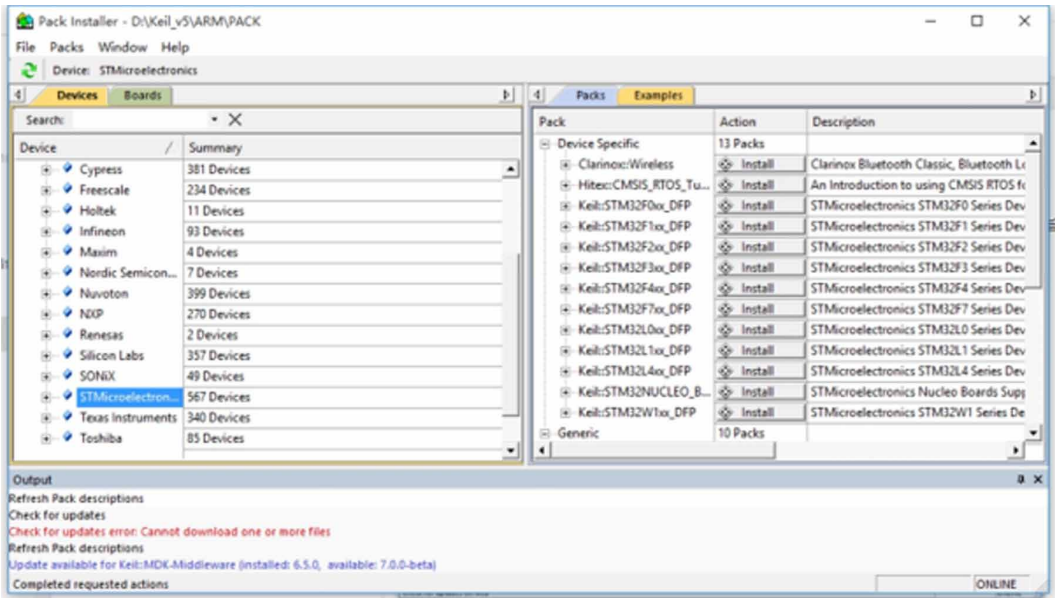 Pack Installer - D:\Keil_v5\ARM\PACK
File Packs Window Help
Device: STMicroelectronics
Devices Boards
Search:
Device Summary
Cypress 381 Devices
Freescale 234 Devices
Holtek 11 Devices
Infineon 93 Devices
Maxim 4 Devices
Nordic Semicon... 7 Devices
Nuvoton 399 Devices
NXP 270 Devices
Renesas 2 Devices
Silicon Labs 357 Devices
SONiX 49 Devices
STMicroelectron... 567 Devices
Texas Instruments 340 Devices
Toshiba 85 Devices
Packs Examples
Pack Action Description
Device Specific 13 Packs
Clarinox::Wireless Install Clarinox Bluetooth Classic, Bluetooth Lo
Hitex::CMSIS_RTOS_Tu... Install An Introduction to using CMSIS RTOS fo
Keil::STM32F0xx_DFP Install STMicroelectronics STM32F0 Series Dev
Keil::STM32F1xx_DFP Install STMicroelectronics STM32F1 Series Dev
Keil::STM32F2xx_DFP Install STMicroelectronics STM32F2 Series Dev
Keil::STM32F3xx_DFP Install STMicroelectronics STM32F3 Series Dev
Keil::STM32F4xx_DFP Install STMicroelectronics STM32F4 Series Dev
Keil::STM32F7xx_DFP Install STMicroelectronics STM32F7 Series Dev
Keil::STM32L0xx_DFP Install STMicroelectronics STM32L0 Series Dev
Keil::STM32L1xx_DFP Install STMicroelectronics STM32L1 Series Dev
Keil::STM32L4xx_DFP Install STMicroelectronics STM32L4 Series Dev
Keil::STM32NUCLEO_B... Install STMicroelectronics Nucleo Boards Supp
Keil::STM32W1xx_DFP Install STMicroelectronics STM32W1 Series De
Generic 10 Packs
Output
Refresh Pack descriptions
Check for updates
Check for updates error: Cannot download one or more files
Refresh Pack descriptions
Update available for Keil::MDK-Middleware (installed: 6.5.0, available: 7.0.0-beta)
Completed requested actions ONLINE